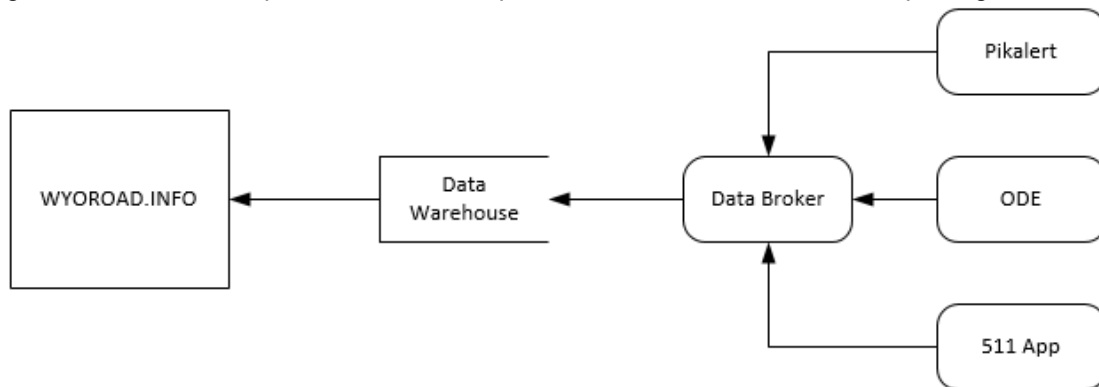 Pikalert
WYOROAD.INFO
Data
Warehouse
Data Broker
ODE
511 App